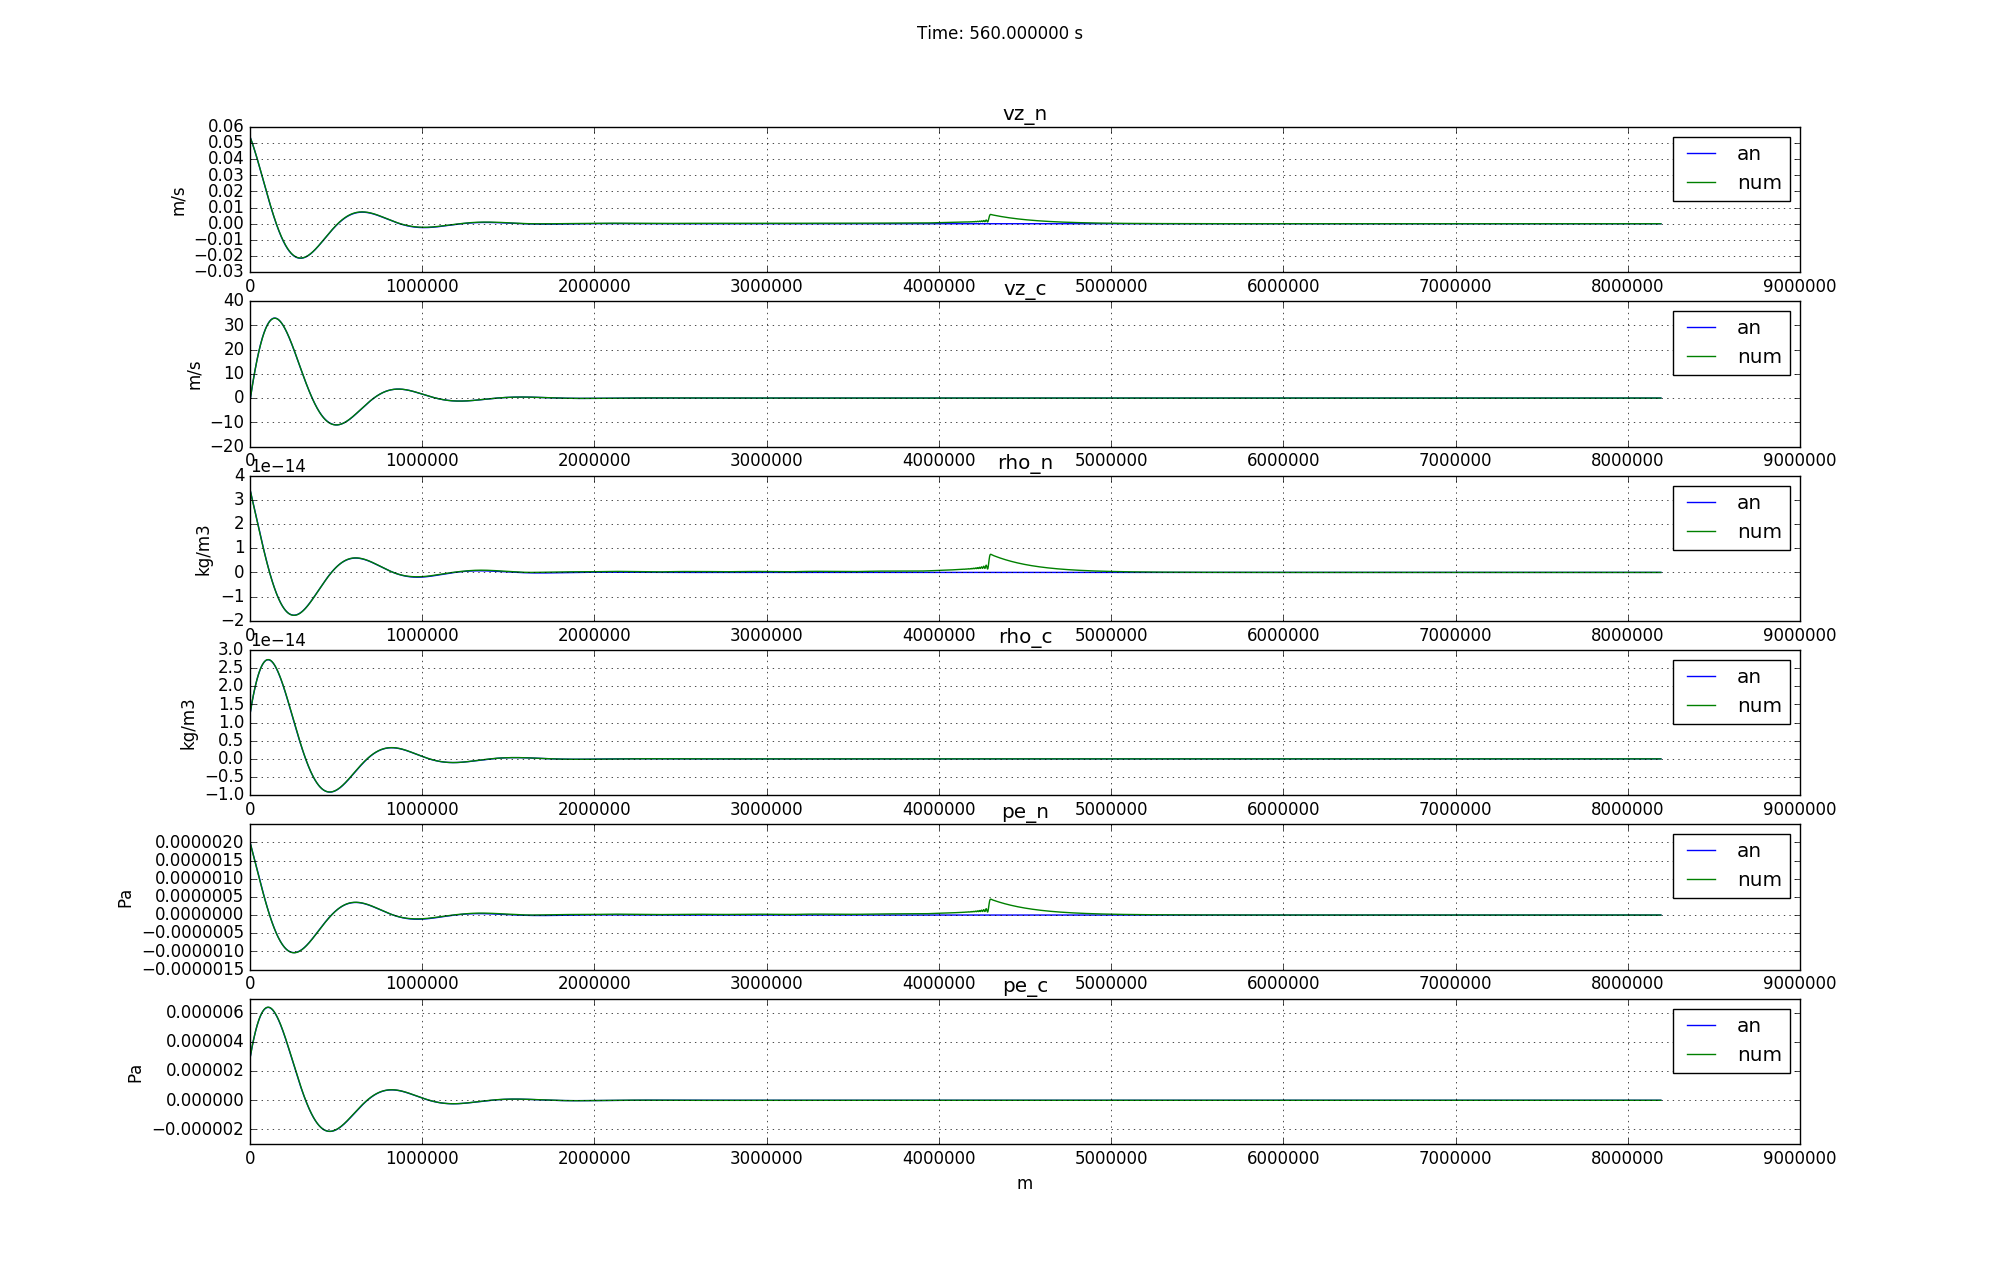 Time: 560.000000 s
vz_n
0.06
0.05
0.04
0.03
0.02
0.01
0.00
−0.01
−0.02
−0.03
m/s
an
num
0 1000000 2000000 3000000 4000000 5000000 6000000 7000000 8000000 9000000
vz_c
40
30
20
10
0
−10
−20
m/s
an
num
0 1000000 2000000 3000000 4000000 5000000 6000000 7000000 8000000 9000000
1e−14
rho_n
4
3
2
1
0
−1
−2
kg/m3
an
num
0 1000000 2000000 3000000 4000000 5000000 6000000 7000000 8000000 9000000
1e−14
rho_c
3.0
2.5
2.0
1.5
1.0
0.5
0.0
−0.5
−1.0
kg/m3
an
num
0 1000000 2000000 3000000 4000000 5000000 6000000 7000000 8000000 9000000
pe_n
0.0000020
0.0000015
0.0000010
0.0000005
0.0000000
−0.0000005
−0.0000010
−0.0000015
Pa
an
num
0 1000000 2000000 3000000 4000000 5000000 6000000 7000000 8000000 9000000
pe_c
0.000006
0.000004
0.000002
0.000000
−0.000002
Pa
an
num
0 1000000 2000000 3000000 4000000 5000000 6000000 7000000 8000000 9000000
m